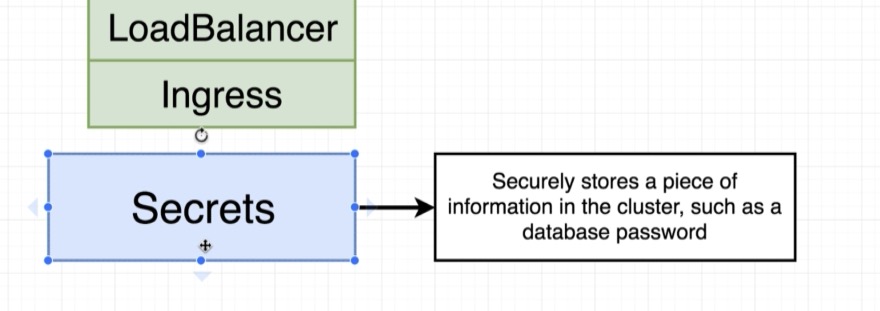 LoadBalancer
Ingress
Secrets
Securely stores a piece of
information in the cluster, such as a
database password